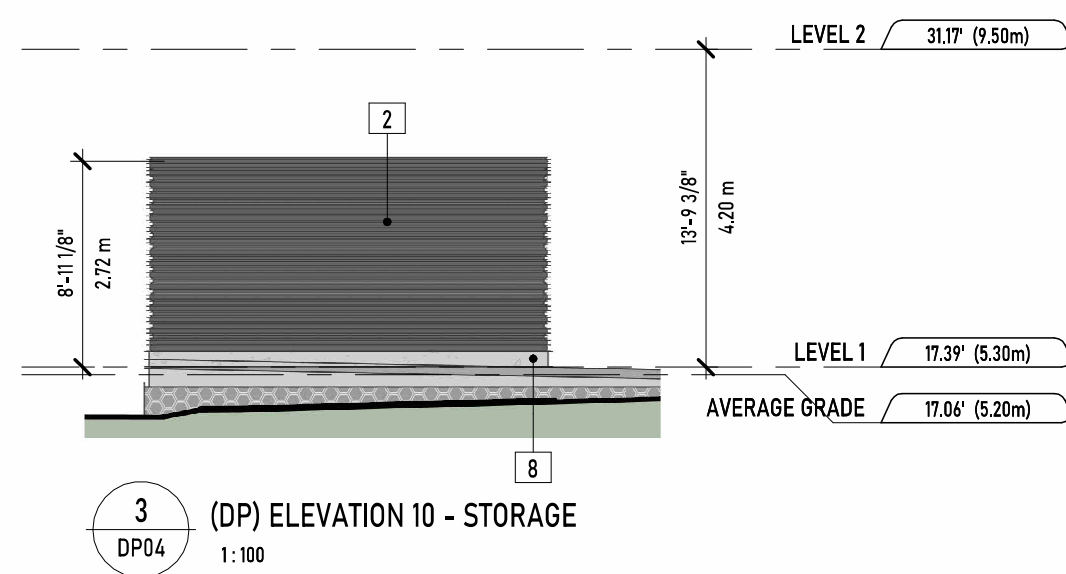 LEVEL 2 31.17' (9.50m)
2
8'-11 1/8"
2.72 m
13'-9 3/8"
4.20 m
LEVEL 1 17.39' (5.30m)
AVERAGE GRADE 17.06' (5.20m)
8
3
DP04
(DP) ELEVATION 10 - STORAGE
1 : 100